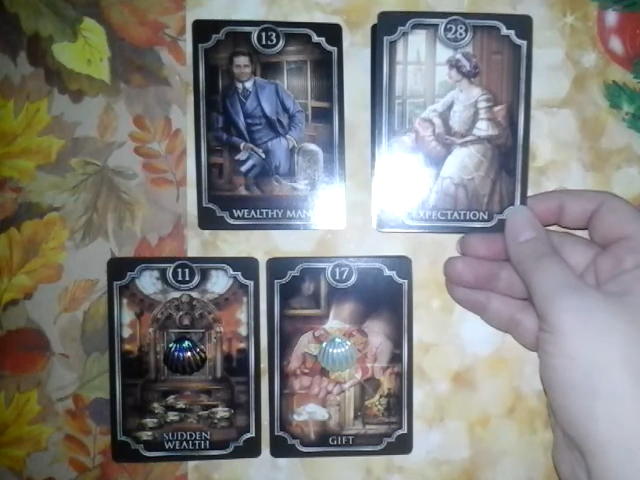 13
WEALTHY MAN
28
EXPECTATION
11
SUDDEN
WEALTH
17
GIFT